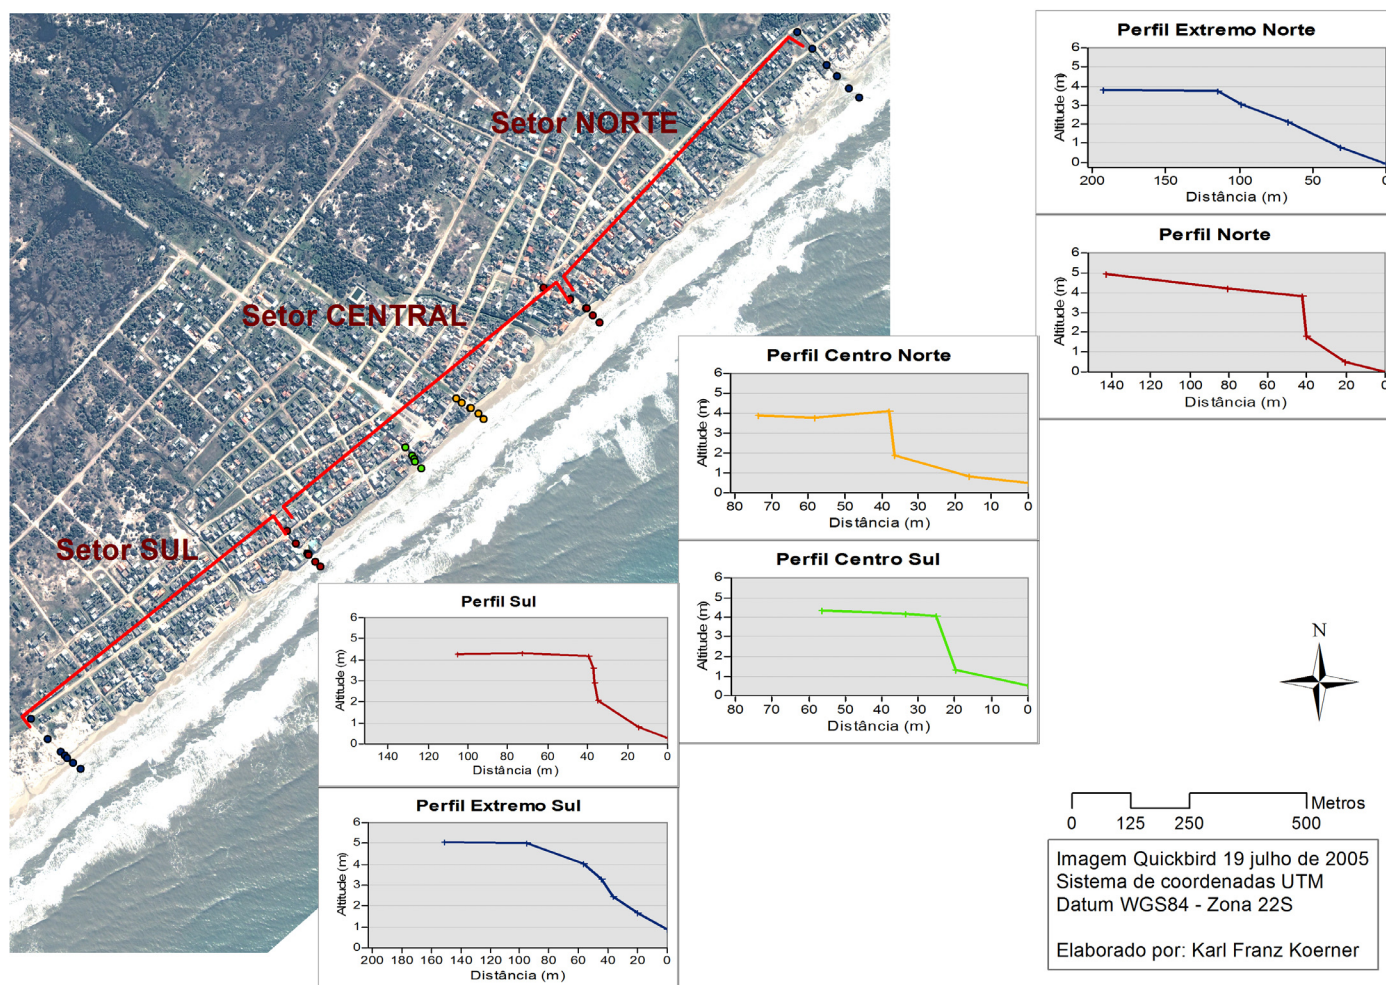 Setor NORTE
Setor CENTRAL
Setor SUL
Perfil Extremo Norte
Altitude (m)
6
5
4
3
2
1
0
200 150 100 50 0
Distância (m)
Perfil Norte
Altitude (m)
6
5
4
3
2
1
0
140 120 100 80 60 40 20 0
Distância (m)
Perfil Centro Norte
Altitude (m)
6
5
4
3
2
1
0
80 70 60 50 40 30 20 10 0
Distância (m)
Perfil Centro Sul
Altitude (m)
6
5
4
3
2
1
0
80 70 60 50 40 30 20 10 0
Distância (m)
Perfil Sul
Altitude (m)
6
5
4
3
2
1
0
140 120 100 80 60 40 20 0
Distância (m)
Perfil Extremo Sul
Altitude (m)
6
5
4
3
2
1
0
200 180 160 140 120 100 80 60 40 20 0
Distância (m)
N
Metros
0 125 250 500
Imagem Quickbird 19 julho de 2005
Sistema de coordenadas UTM
Datum WGS84 - Zona 22S
Elaborado por: Karl Franz Koerner